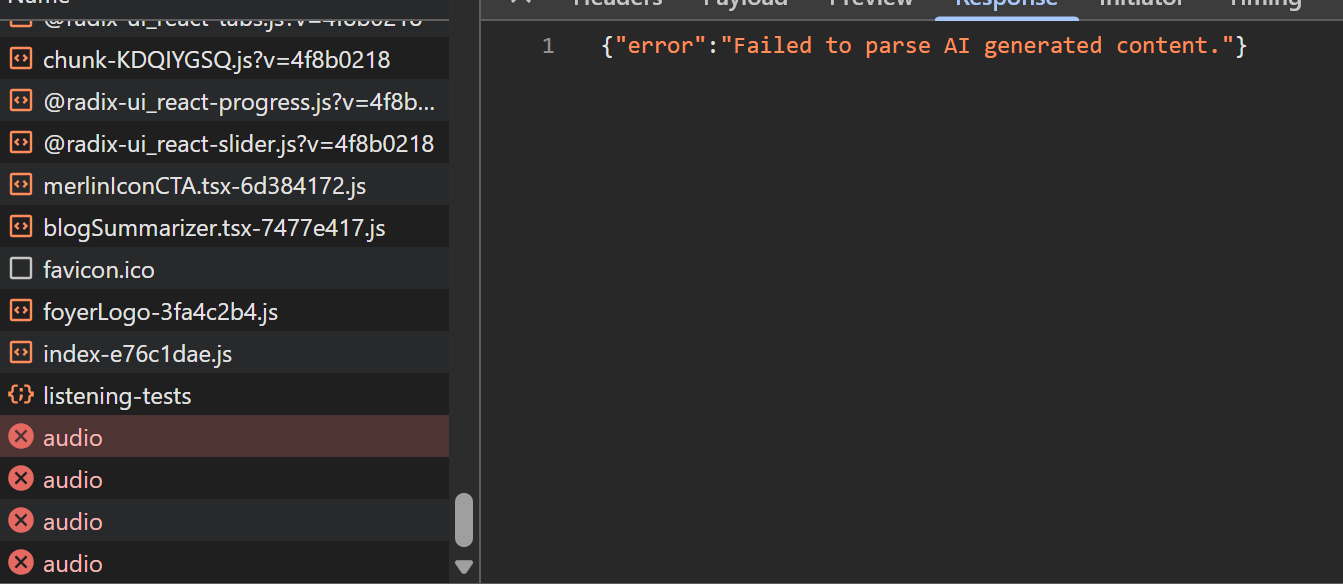 Name
Headers Payload Preview Response Initiator Timing
@radix-ui_react-tabs.js?v=4f8b0218
chunk-KDQIYGSQ.js?v=4f8b0218
@radix-ui_react-progress.js?v=4f8b...
@radix-ui_react-slider.js?v=4f8b0218
merlinIconCTA.tsx-6d384172.js
blogSummarizer.tsx-7477e417.js
favicon.ico
foyerLogo-3fa4c2b4.js
index-e76c1dae.js
listening-tests
audio
audio
audio
audio
1 {"error":"Failed to parse AI generated content."}